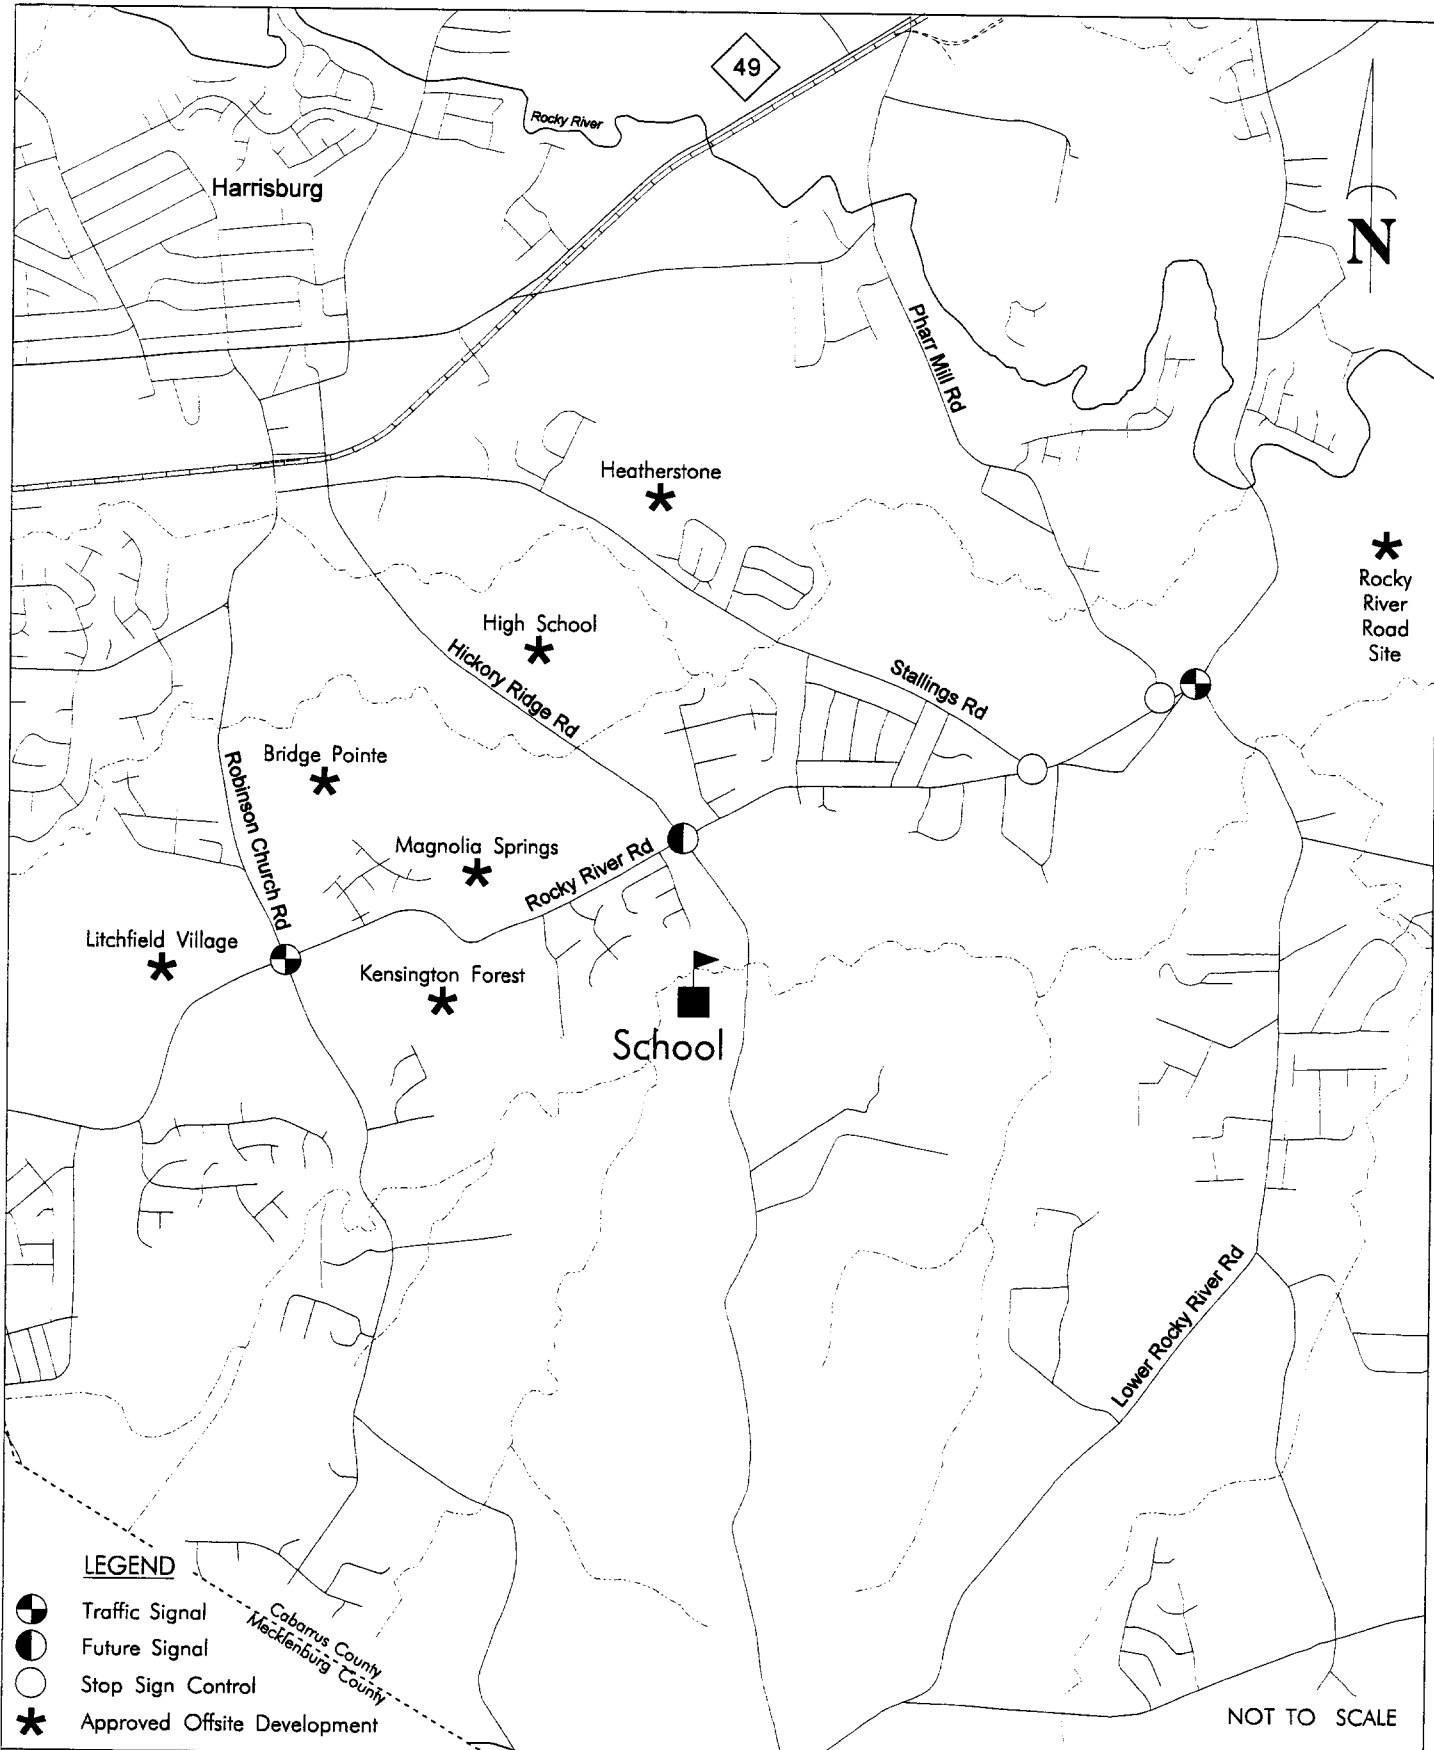 49
Rocky River
Harrisburg
N
Pharr Mill Rd
Heatherstone
Rocky
River
Road
Site
High School
Hickory Ridge Rd
Stallings Rd
Bridge Pointe
Robinson Church Rd
Magnolia Springs
Rocky River Rd
Litchfield Village
Kensington Forest
School
Lower Rocky River Rd
LEGEND
Traffic Signal
Future Signal
Stop Sign Control
Approved Offsite Development
Cabarrus County
Mecklenburg County
NOT TO SCALE